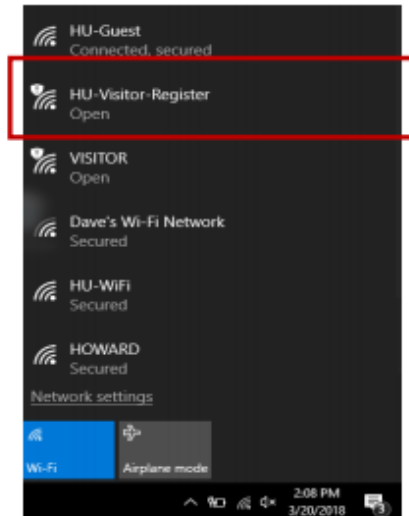 HU-Guest
Connected, secured
HU-Visitor-Register
Open
VISITOR
Open
Dave's Wi-Fi Network
Secured
HU-WiFi
Secured
HOWARD
Secured
Network settings
Wi-Fi
Airplane mode
2:08 PM
3/20/2018
3